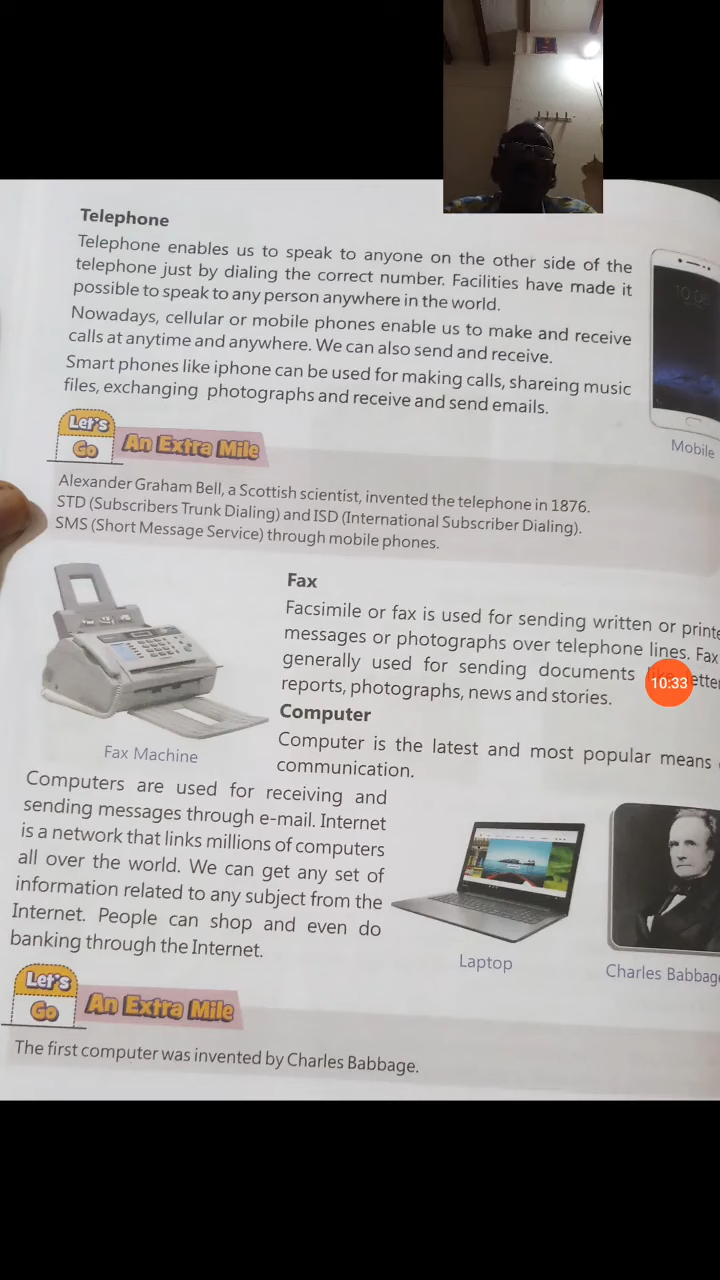 Telephone
Telephone enables us to speak to anyone on the other side of the
telephone just by dialing the correct number. Facilities have made it
possible to speak to any person anywhere in the world.
Nowadays, cellular or mobile phones enable us to make and receive
calls at anytime and anywhere. We can also send and receive.
Smart phones like iphone can be used for making calls, shareing music
files, exchanging photographs and receive and send emails.
Mobile
Let's
Go
An Extra Mile
Alexander Graham Bell, a Scottish scientist, invented the telephone in 1876.
STD (Subscribers Trunk Dialing) and ISD (International Subscriber Dialing).
SMS (Short Message Service) through mobile phones.
Fax
Facsimile or fax is used for sending written or printe
messages or photographs over telephone lines. Fax
generally used for sending documents etter
10:33
reports, photographs, news and stories.
Fax Machine
Computer
Computer is the latest and most popular means
communication.
Computers are used for receiving and
sending messages through e-mail. Internet
is a network that links millions of computers
all over the world. We can get any set of
information related to any subject from the
Internet. People can shop and even do
banking through the Internet.
Laptop
Charles Babbag
Let's
Go
An Extra Mile
The first computer was invented by Charles Babbage.